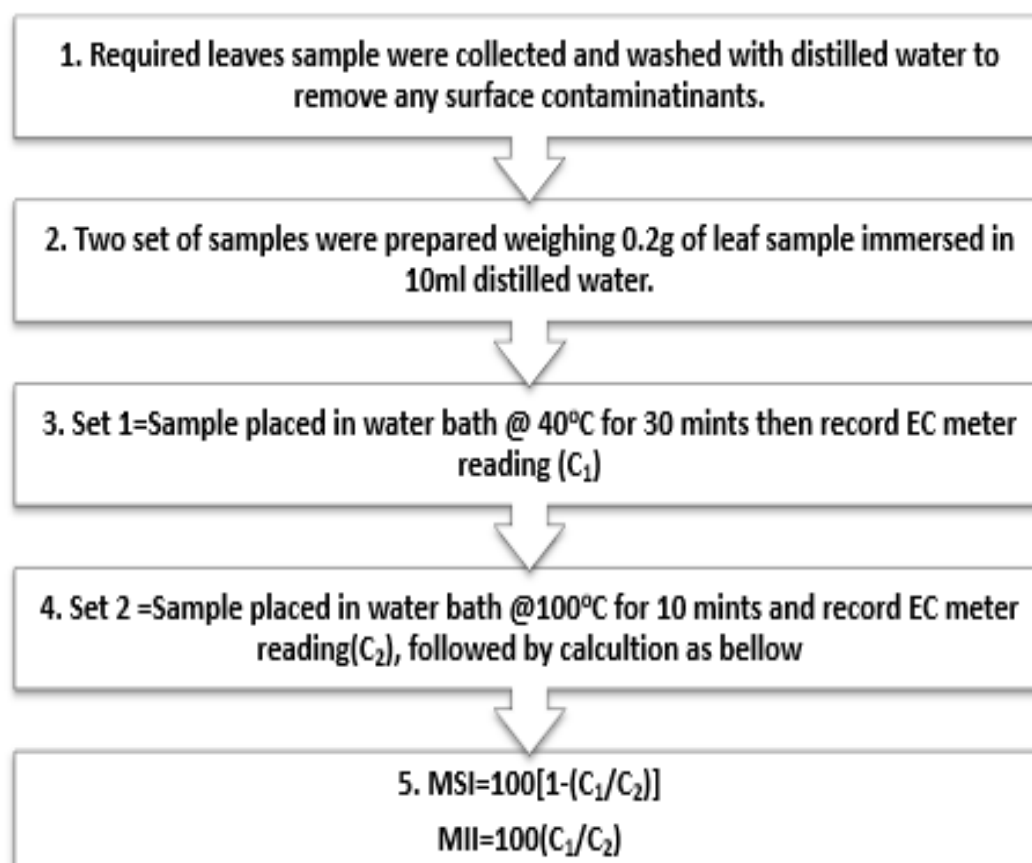 1. Required leaves sample were collected and washed with distilled water to
remove any surface contaminatinants.
2. Two set of samples were prepared weighing 0.2g of leaf sample immersed in
10ml distilled water.
3. Set 1=Sample placed in water bath @ 40⁰C for 30 mints then record EC meter
reading (C₁)
4. Set 2 =Sample placed in water bath @100⁰C for 10 mints and record EC meter
reading(C₂), followed by calcultion as bellow
5. MSI=100[1-(C₁/C₂)]
MII=100(C₁/C₂)